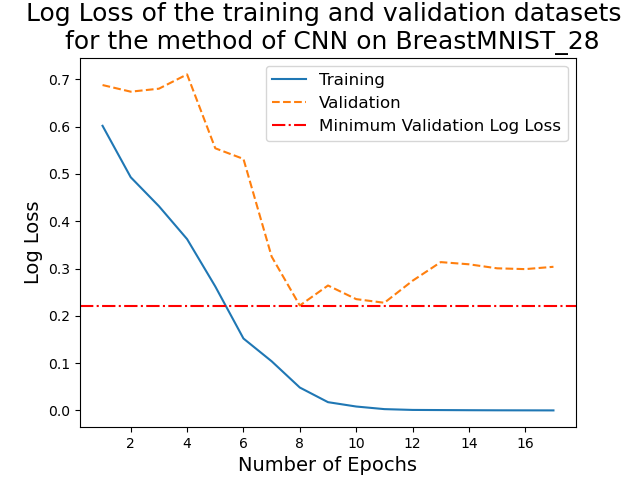 Log Loss of the training and validation datasets
for the method of CNN on BreastMNIST_28
Training
Validation
Minimum Validation Log Loss
Log Loss
0.7
0.6
0.5
0.4
0.3
0.2
0.1
0.0
2 4 6 8 10 12 14 16
Number of Epochs